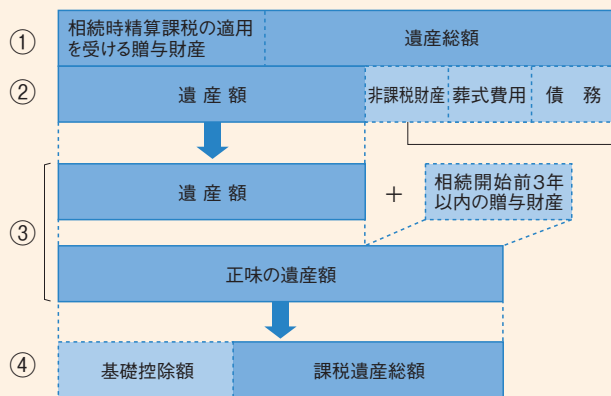 ①
相続時精算課税の適用
を受ける贈与財産
遺産総額
②
遺 産 額
非課税財産
葬式費用
債 務
③
遺 産 額
+
相続開始前3年
以内の贈与財産
正味の遺産額
④
基礎控除額
課税遺産総額